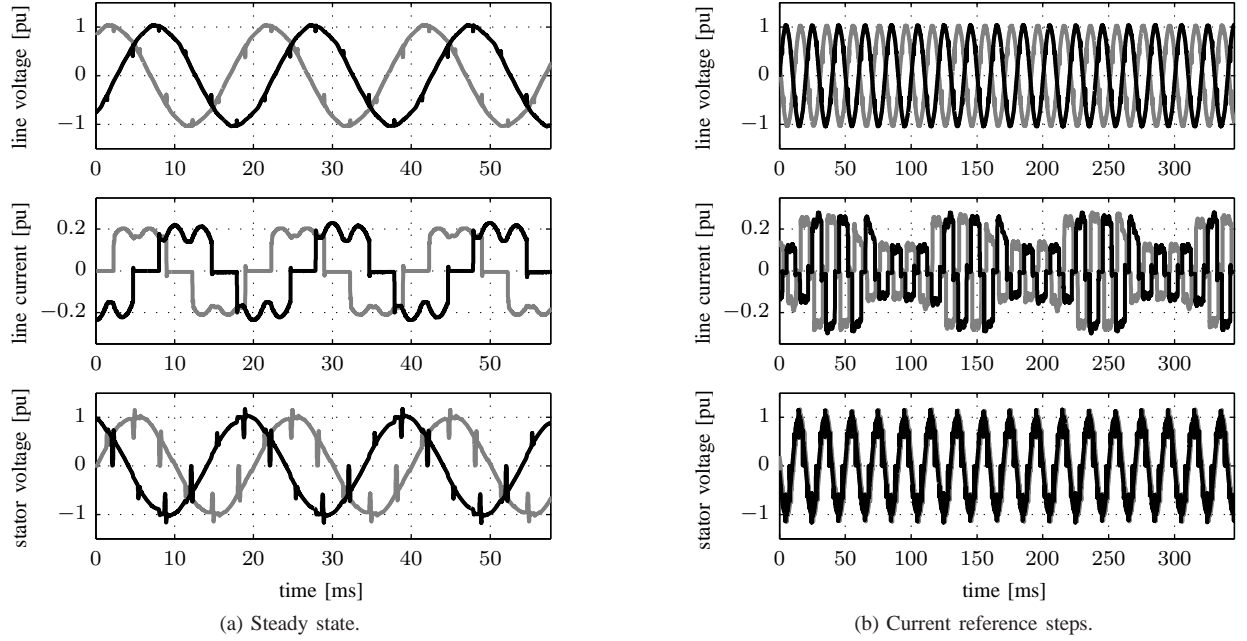 line voltage [pu]
1
0
−1
0 10 20 30 40 50
line current [pu]
0.2
0
−0.2
0 10 20 30 40 50
stator voltage [pu]
1
0
−1
0 10 20 30 40 50
time [ms]
(a) Steady state.
line voltage [pu]
1
0
−1
0 50 100 150 200 250 300
line current [pu]
0.2
0
−0.2
0 50 100 150 200 250 300
stator voltage [pu]
1
0
−1
0 50 100 150 200 250 300
time [ms]
(b) Current reference steps.